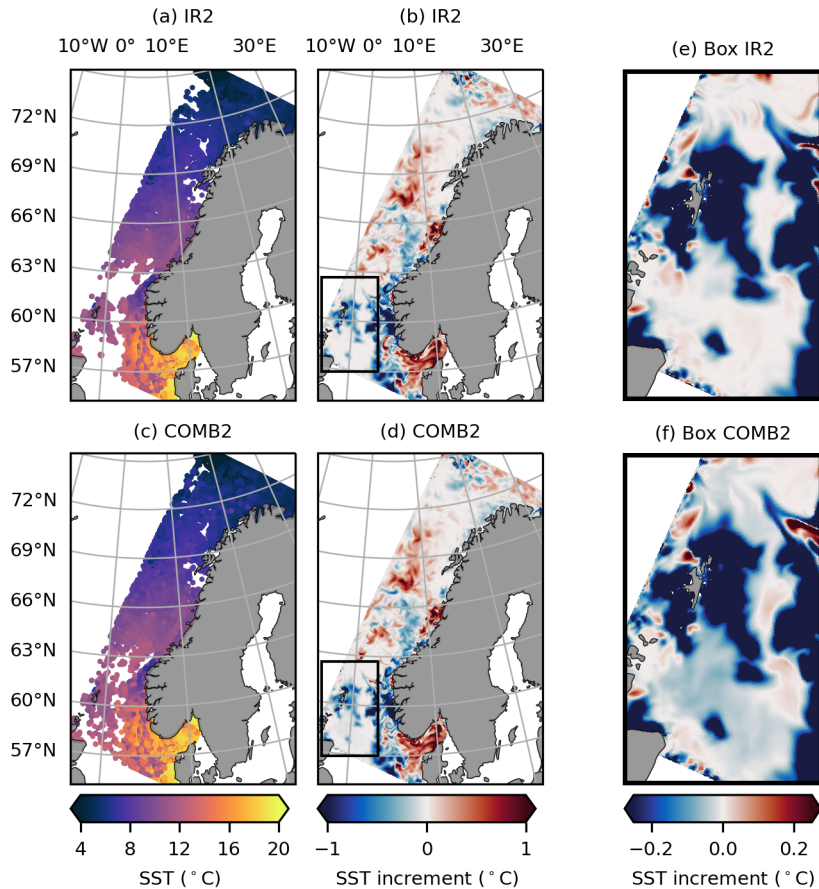 (a) IR2
(b) IR2
10°W 0° 10°E 30°E
10°W 0° 10°E 30°E
(e) Box IR2
72°N
69°N
66°N
63°N
60°N
57°N
(c) COMB2
(d) COMB2
(f) Box COMB2
72°N
69°N
66°N
63°N
60°N
57°N
4 8 12 16 20
SST (°C)
−1 0 1
SST increment (°C)
−0.2 0.0 0.2
SST increment (°C)